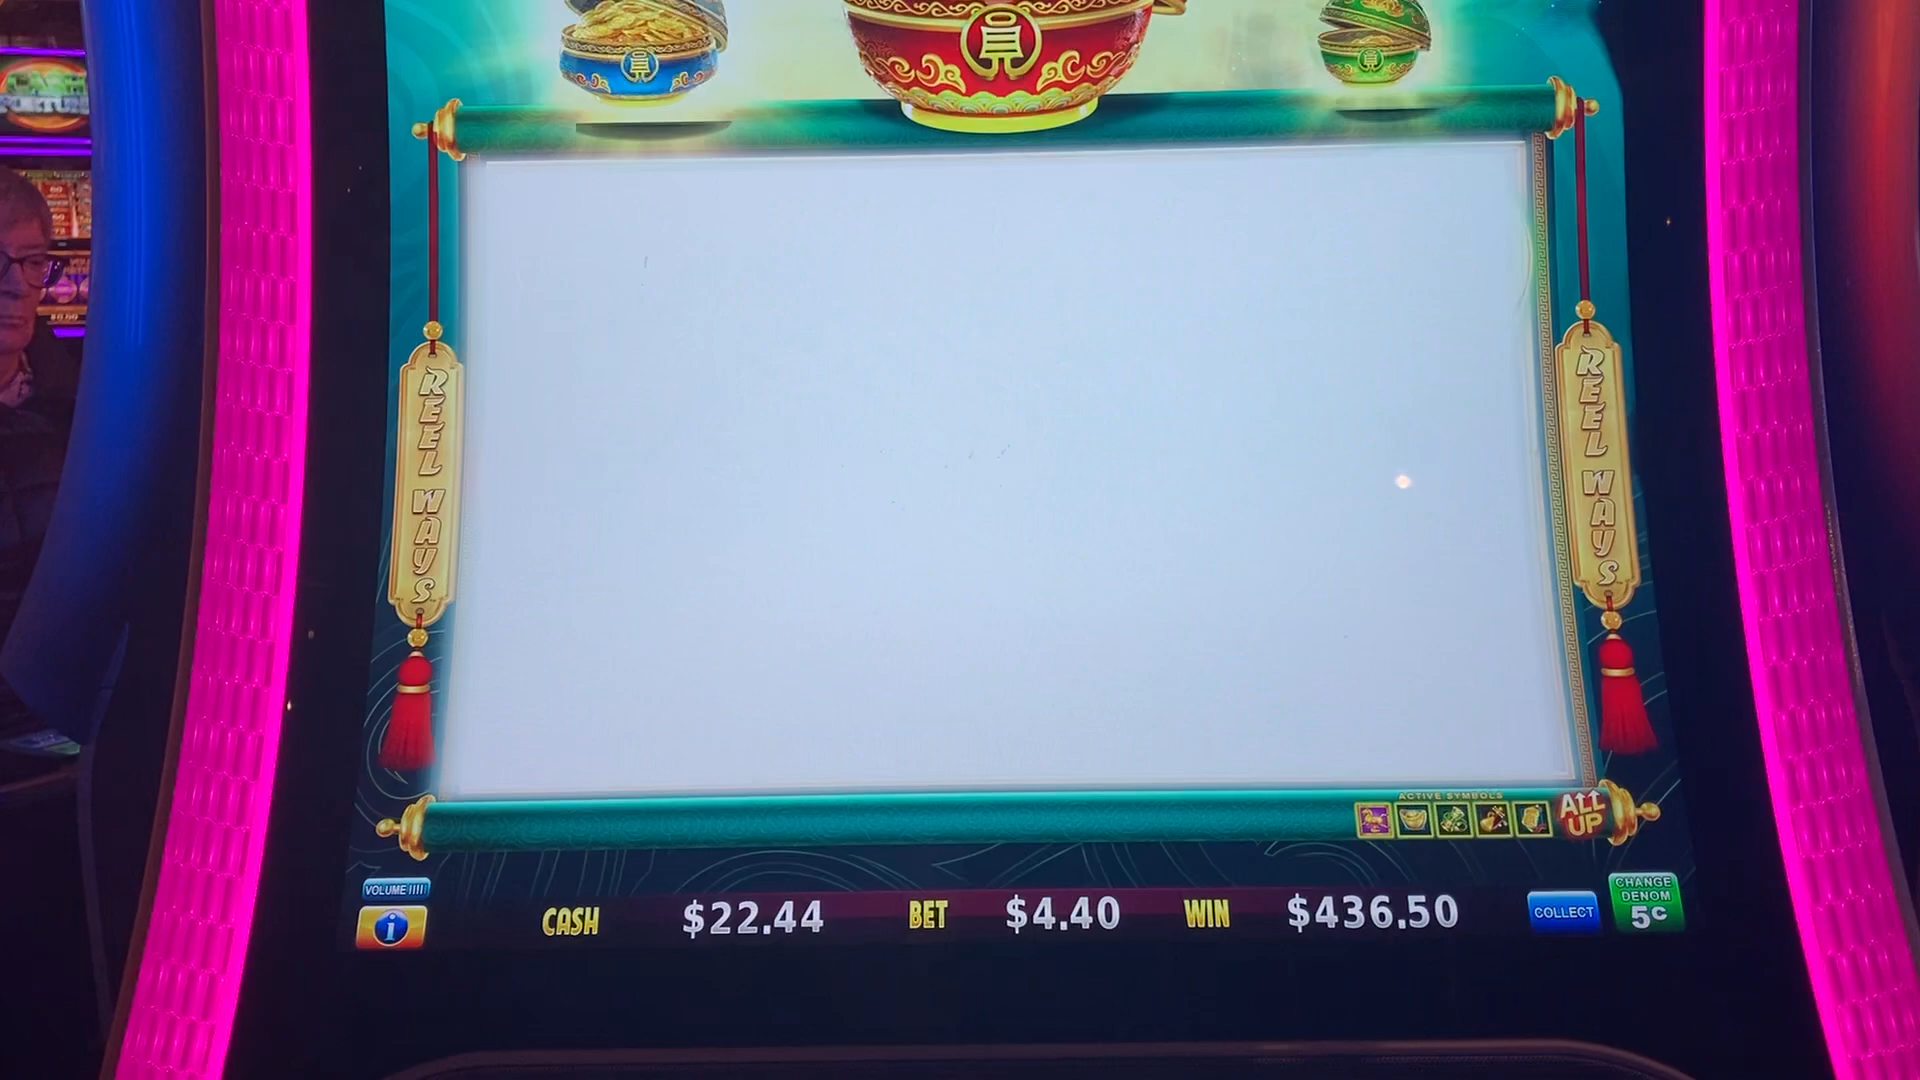 REEL WAYS
REEL WAYS
ACTIVE SYMBOLS
ALL UP
VOLUME
CASH $22.44 BET $4.40 WIN $436.50
COLLECT
CHANGE DENOM 5¢